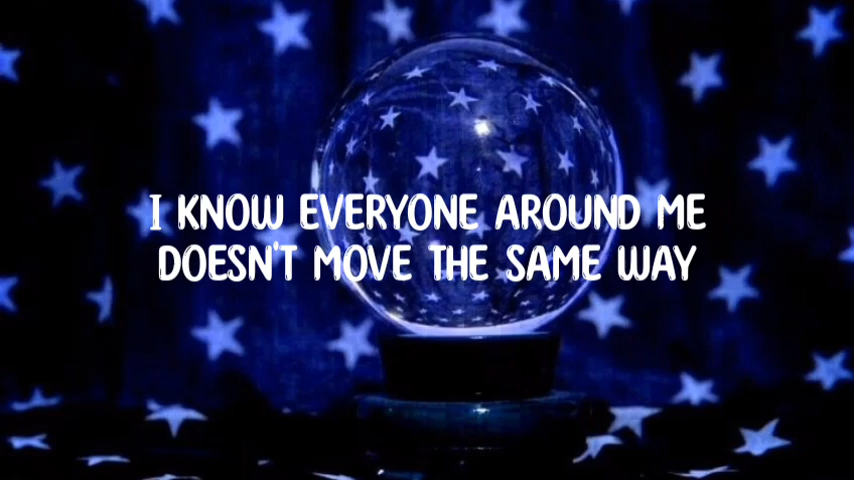 I KNOW EVERYONE AROUND ME
DOESN'T MOVE THE SAME WAY